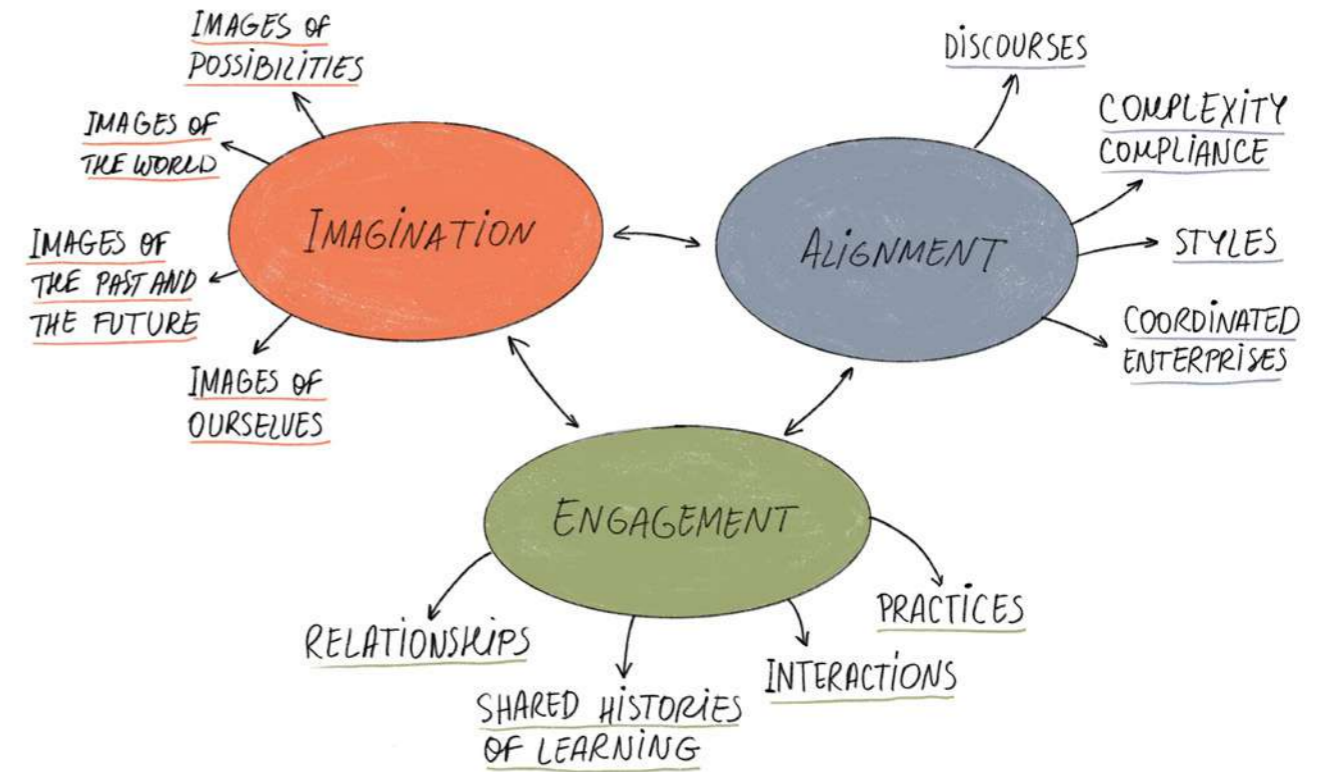 IMAGES OF
POSSIBILITIES
IMAGES OF
THE WORLD
IMAGES OF
THE PAST AND
THE FUTURE
IMAGES OF
OURSELVES
IMAGINATION
ALIGNMENT
DISCOURSES
COMPLEXITY
COMPLIANCE
STYLES
COORDINATED
ENTERPRISES
ENGAGEMENT
RELATIONSHIPS
SHARED HISTORIES
OF LEARNING
INTERACTIONS
PRACTICES